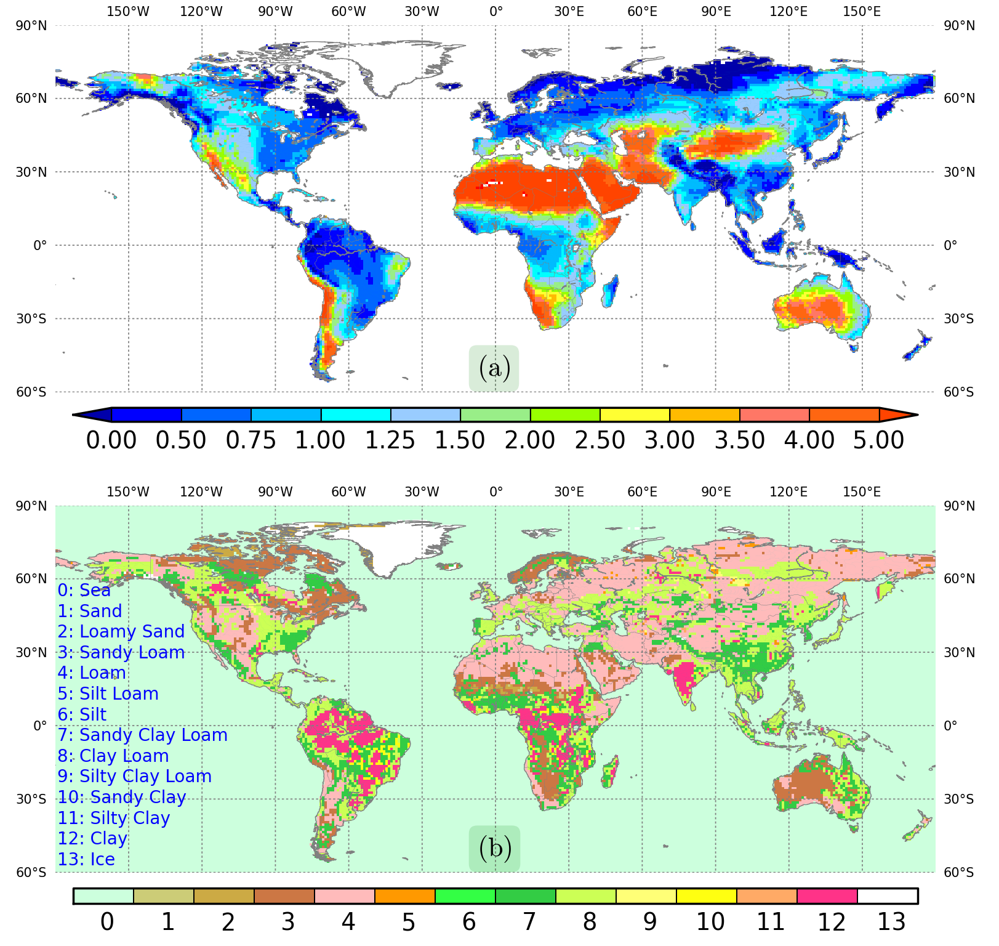 150°W 120°W 90°W 60°W 30°W 0° 30°E 60°E 90°E 120°E 150°E
90°N 90°N
60°N 60°N
30°N 30°N
0° 0°
30°S 30°S
(a)
60°S 60°S
0.00 0.50 0.75 1.00 1.25 1.50 2.00 2.50 3.00 3.50 4.00 5.00
150°W 120°W 90°W 60°W 30°W 0° 30°E 60°E 90°E 120°E 150°E
90°N 90°N
60°N 60°N
0: Sea
1: Sand
2: Loamy Sand
30°N 3: Sandy Loam 30°N
4: Loam
5: Silt Loam
6: Silt
0° 0°
7: Sandy Clay Loam
8: Clay Loam
9: Silty Clay Loam
30°S 10: Sandy Clay 30°S
11: Silty Clay
12: Clay
(b)
13: Ice
60°S 60°S
0 1 2 3 4 5 6 7 8 9 10 11 12 13